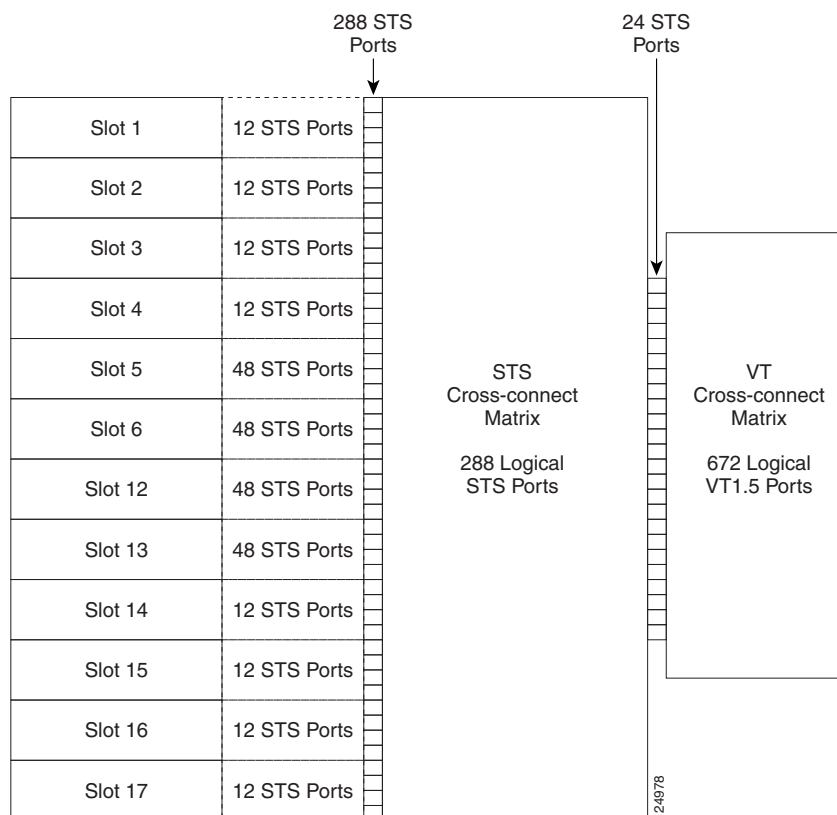 288 STS
Ports
24 STS
Ports
Slot 1
12 STS Ports
Slot 2
12 STS Ports
Slot 3
12 STS Ports
Slot 4
12 STS Ports
Slot 5
48 STS Ports
Slot 6
48 STS Ports
Slot 12
48 STS Ports
Slot 13
48 STS Ports
Slot 14
12 STS Ports
Slot 15
12 STS Ports
Slot 16
12 STS Ports
Slot 17
12 STS Ports
STS
Cross-connect
Matrix
288 Logical
STS Ports
VT
Cross-connect
Matrix
672 Logical
VT1.5 Ports
24978